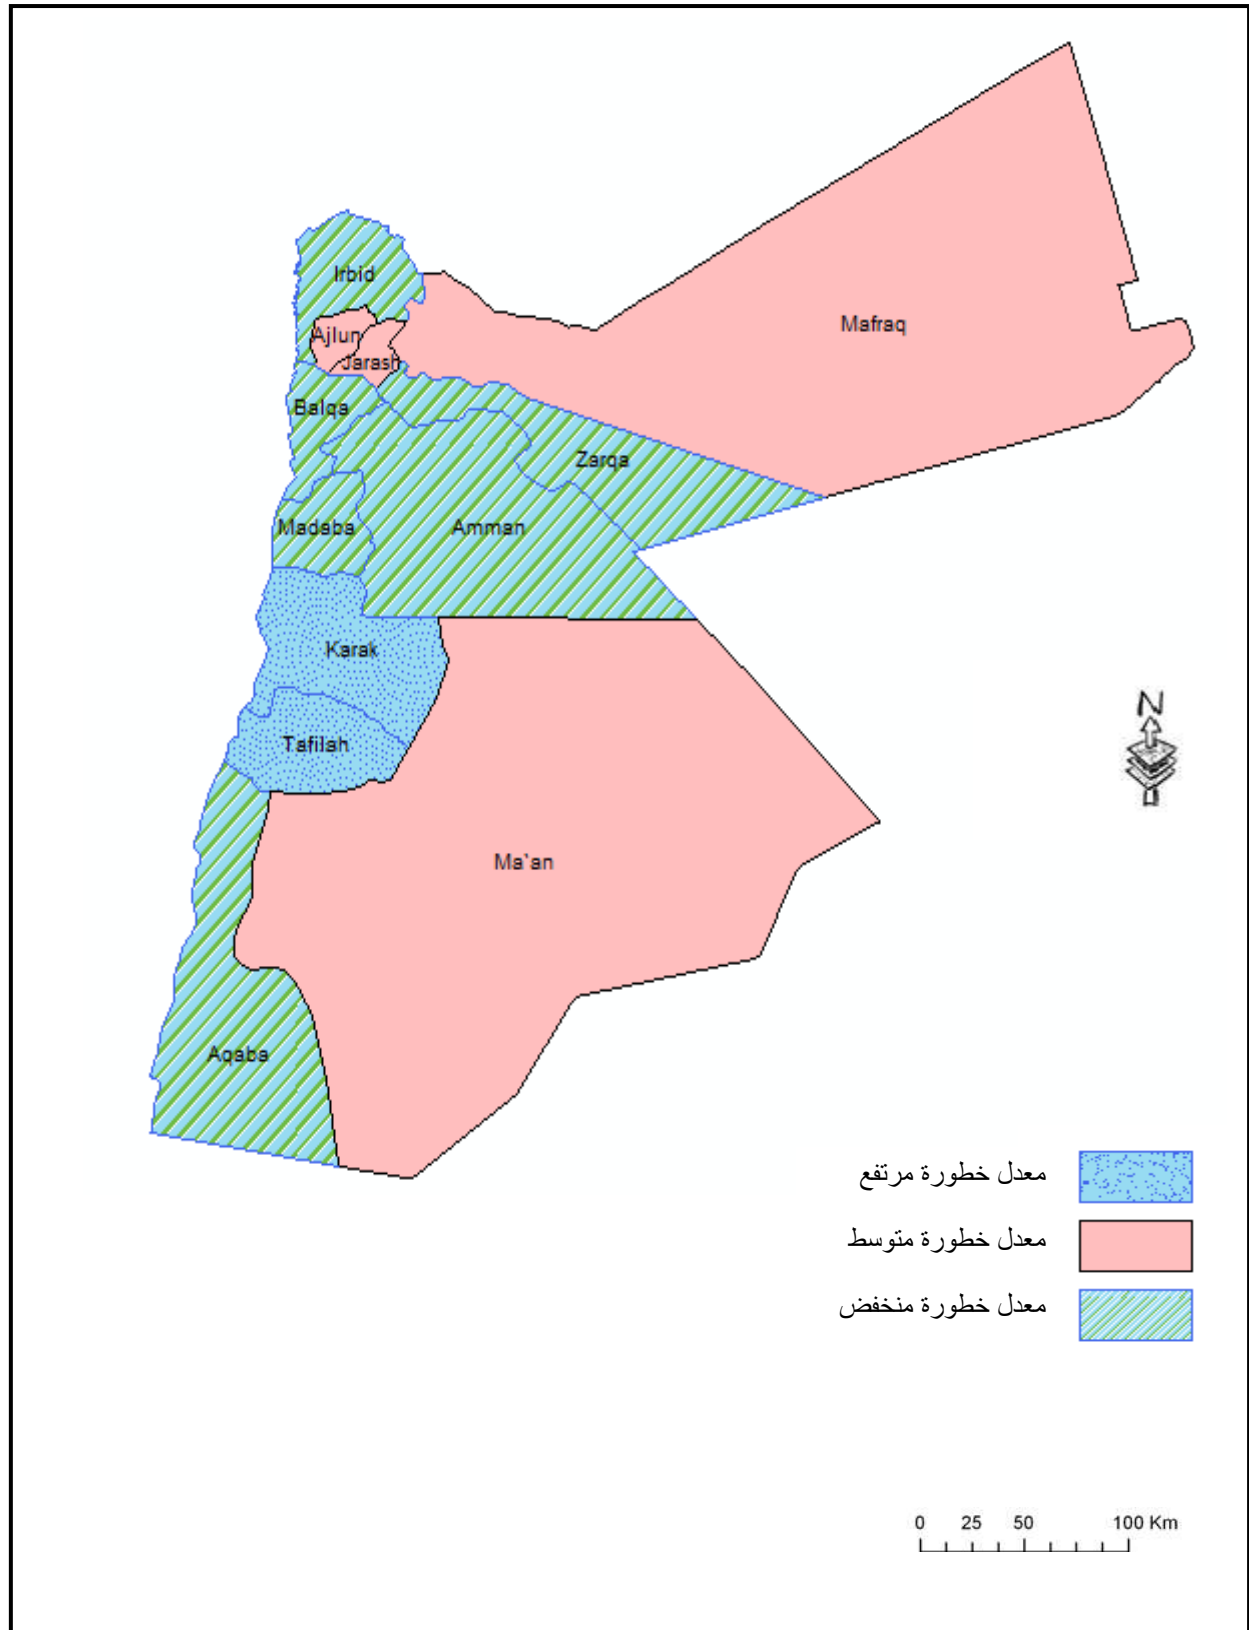 N
Irbid
Mafraq
Ajlun
Jarash
Balqa
Zarqa
Madaba
Amman
Karak
Tafilah
Ma`an
Aqaba
معدل خطورة مرتفع
معدل خطورة متوسط
معدل خطورة منخفض
0 25 50 100 Km